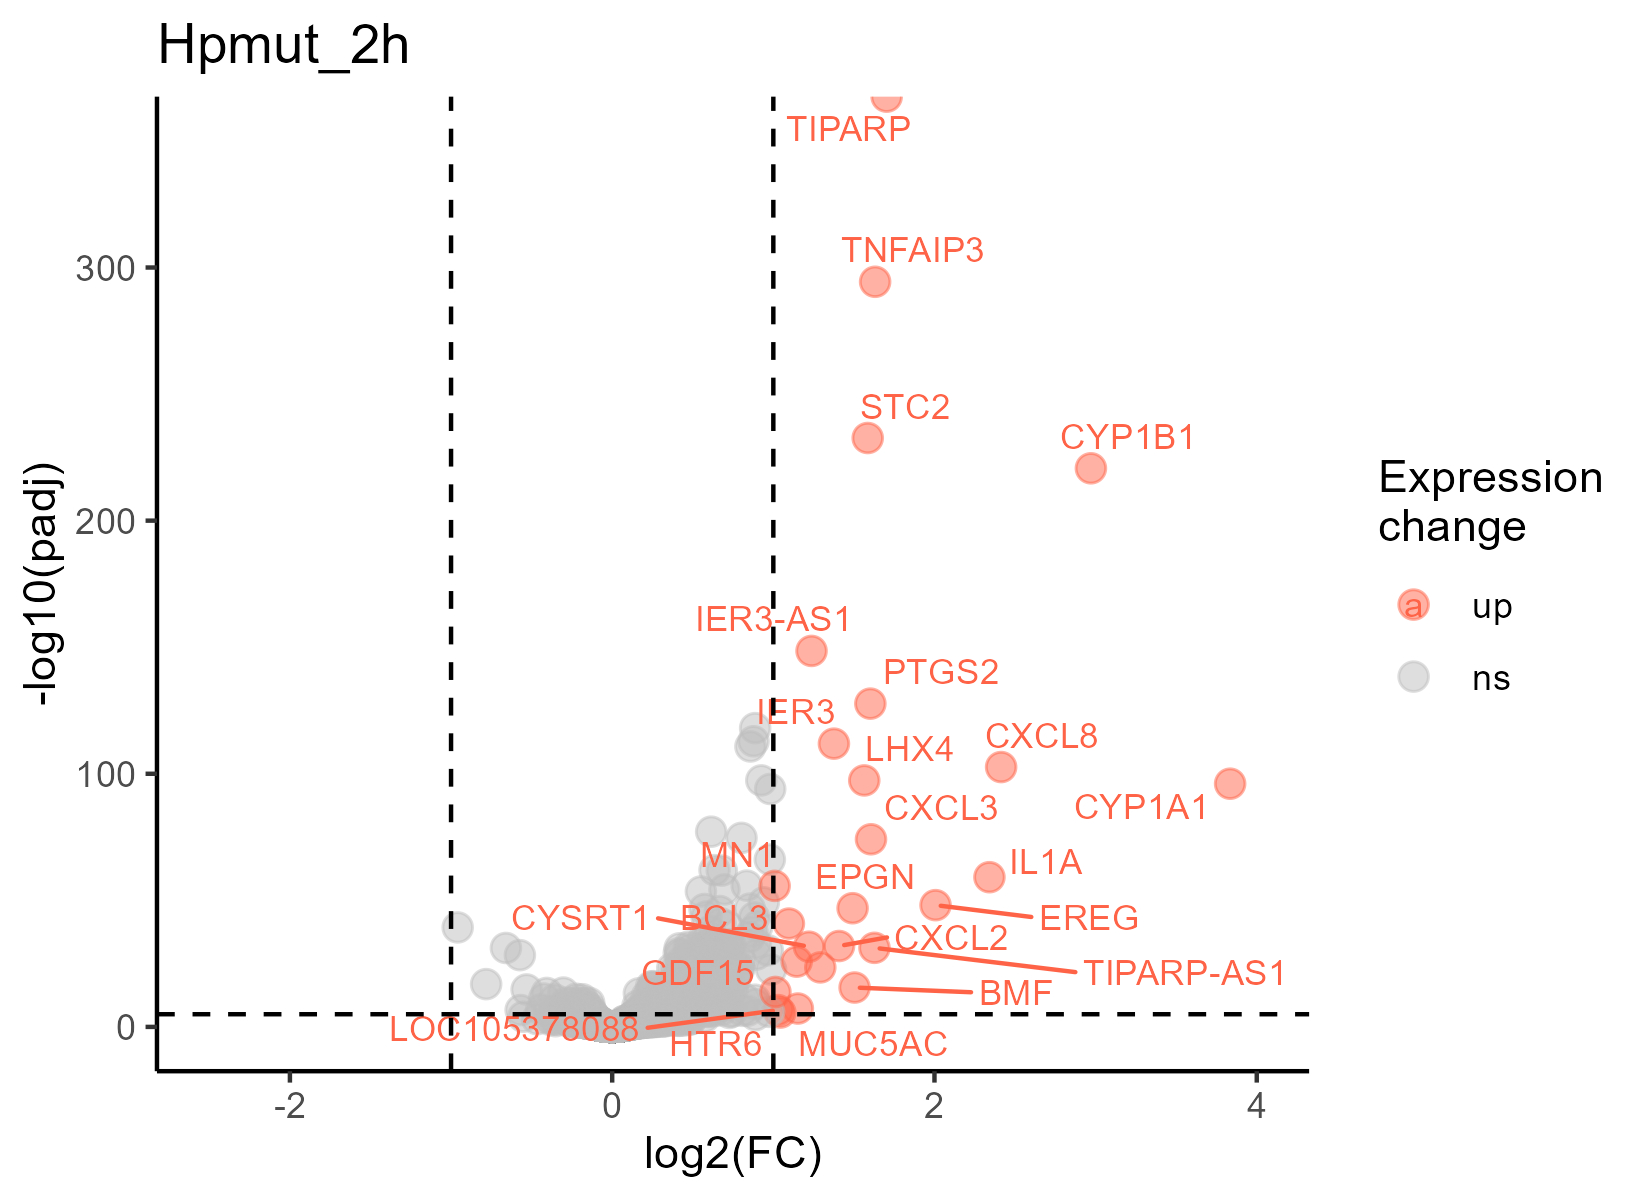 Hpmut_2h
TIPARP
TNFAIP3
300
STC2
CYP1B1
Expression
change
-log10(padj)
200
a up
ns
IER3-AS1
PTGS2
IER3
CXCL8
LHX4
100
CXCL3
CYP1A1
MN1
IL1A
EPGN
CYSRT1
BCL3
EREG
CXCL2
GDF15
TIPARP-AS1
BMF
0
LOC105378088
HTR6
MUC5AC
-2
0
2
4
log2(FC)